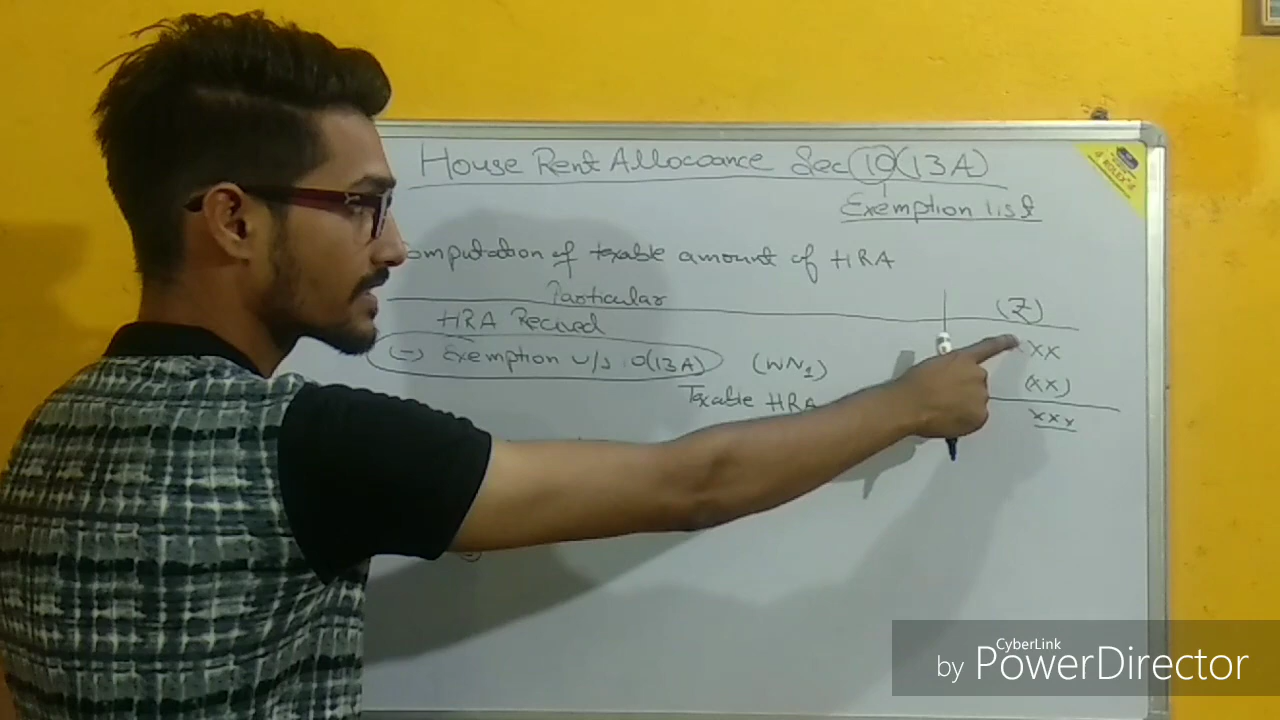 House Rent Allocoance Sec (10)(13A)
Exemption list
omputation of taxable amount of HRA
Particular (₹)
HRA Recived xx
(-) Exemption u/s 10(13A) (WN1) (xx)
Taxable HRA xxx
ROLEX
CyberLink
by PowerDirector